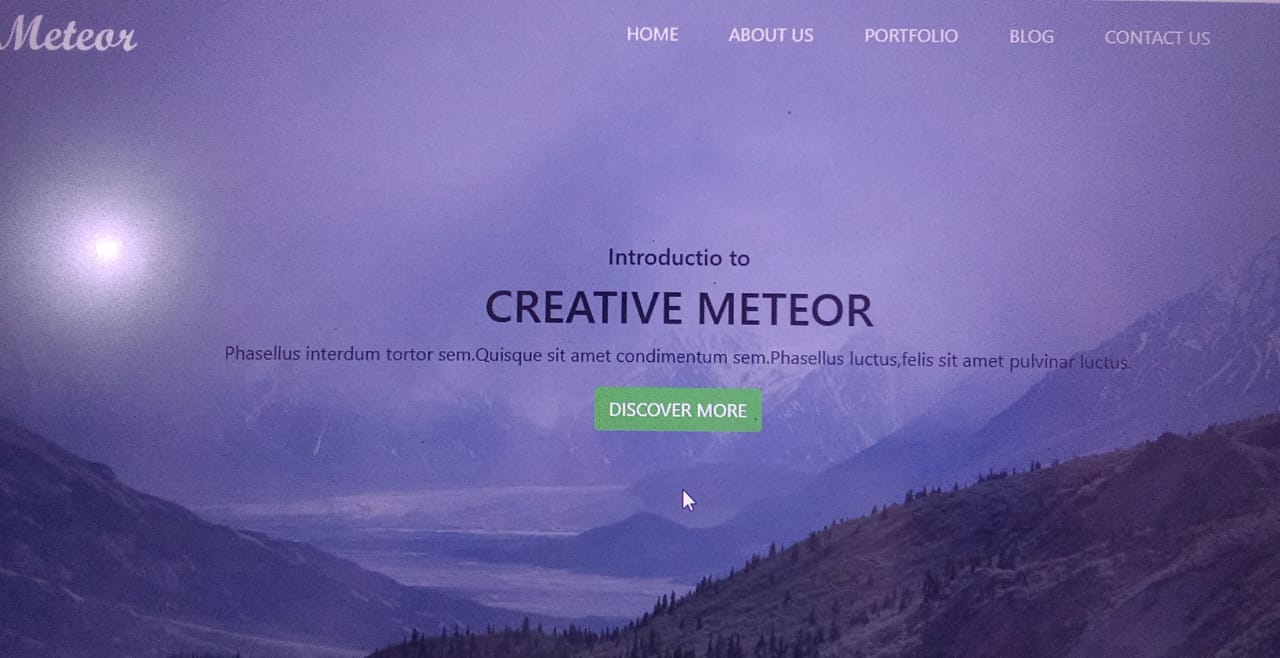 Meteor
HOME ABOUT US PORTFOLIO BLOG CONTACT US
Introductio to
CREATIVE METEOR
Phasellus interdum tortor sem.Quisque sit amet condimentum sem.Phasellus luctus,felis sit amet pulvinar luctus.
DISCOVER MORE